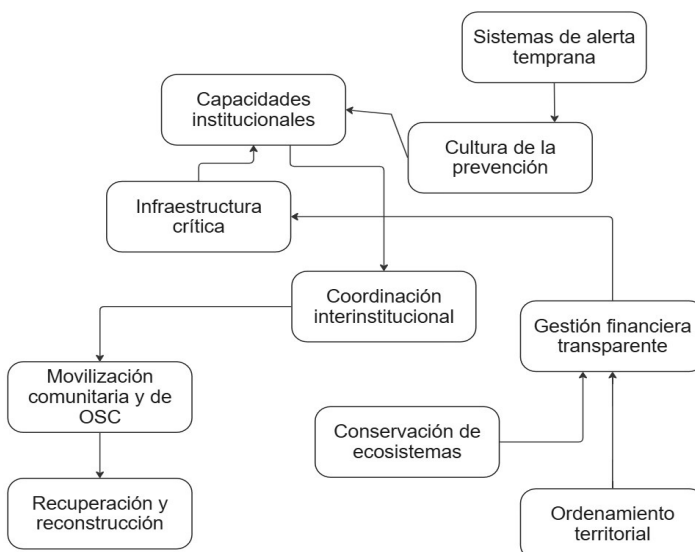 Sistemas de alerta
temprana
Capacidades
institucionales
Cultura de la
prevención
Infraestructura
crítica
Coordinación
interinstitucional
Gestión financiera
transparente
Movilización
comunitaria y de
OSC
Conservación de
ecosistemas
Recuperación y
reconstrucción
Ordenamiento
territorial